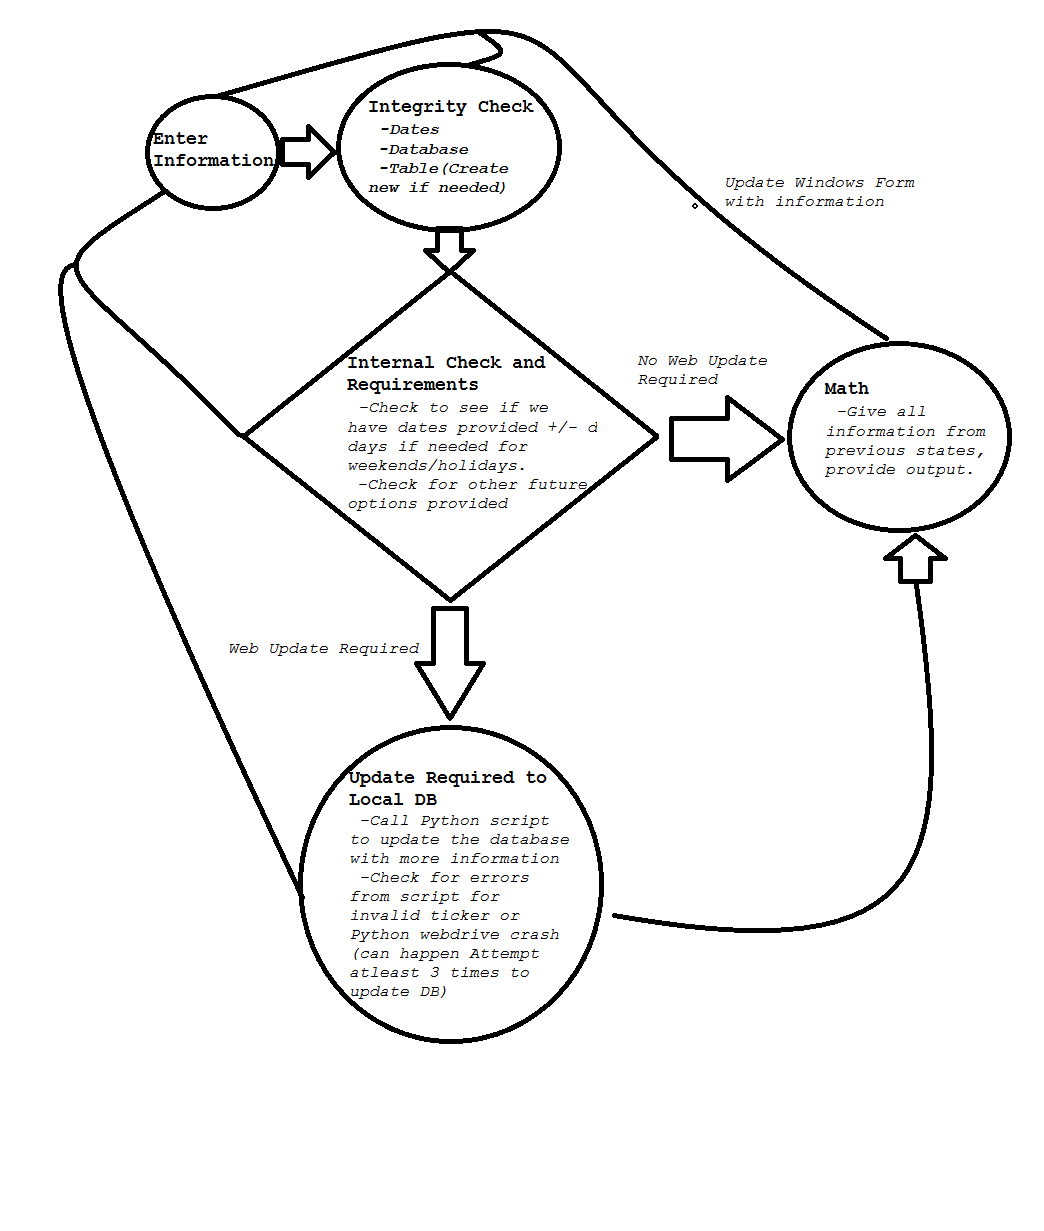 Integrity Check
-Dates
-Database
-Table(Create
new if needed)
Enter
Information
Update Windows Form
with information
Internal Check and
Requirements
-Check to see if we
have dates provided +/- d
days if needed for
weekends/holidays.
-Check for other future
options provided
No Web Update
Required
Math
-Give all
information from
previous states,
provide output.
Web Update Required
Update Required to
Local DB
-Call Python script
to update the database
with more information
-Check for errors
from script for
invalid ticker or
Python webdrive crash
(can happen Attempt
atleast 3 times to
update DB)